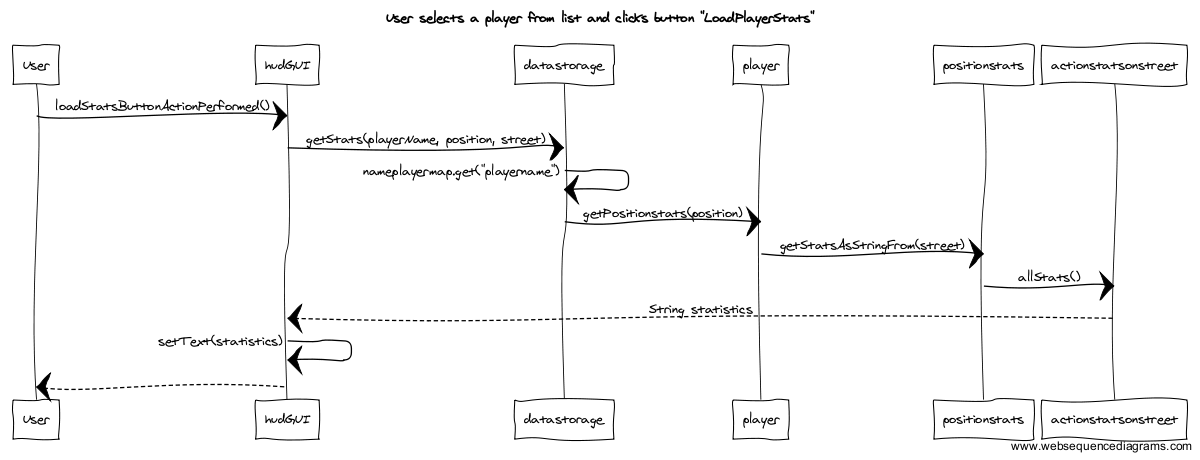 User selects a player from list and clicks button "LoadPlayerStats"
User
hudGUI
datastorage
player
positionstats
actionstatsonstreet
loadStatsButtonActionPerformed()
getStats(playerName, position, street)
nameplayermap.get("playername")
getPositionstats(position)
getStatsAsStringFrom(street)
allStats()
String statistics
setText(statistics)
User
hudGUI
datastorage
player
positionstats
actionstatsonstreet
www.websequencediagrams.com